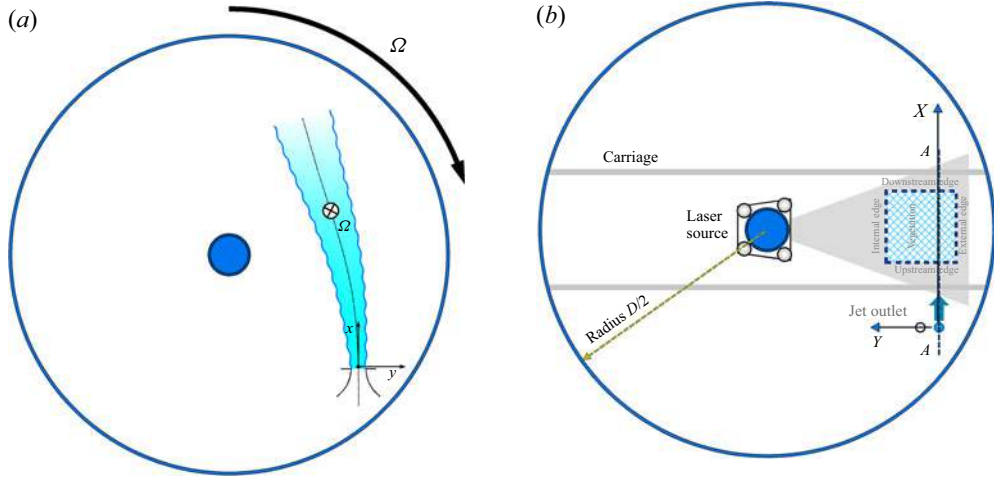 (a)
Ω
Ω
x
y
(b)
X
A
Carriage
Downstream edge
Laser
source
Internal edge
Vegetation
External edge
Upstream edge
Radius D/2
Jet outlet
Y
A